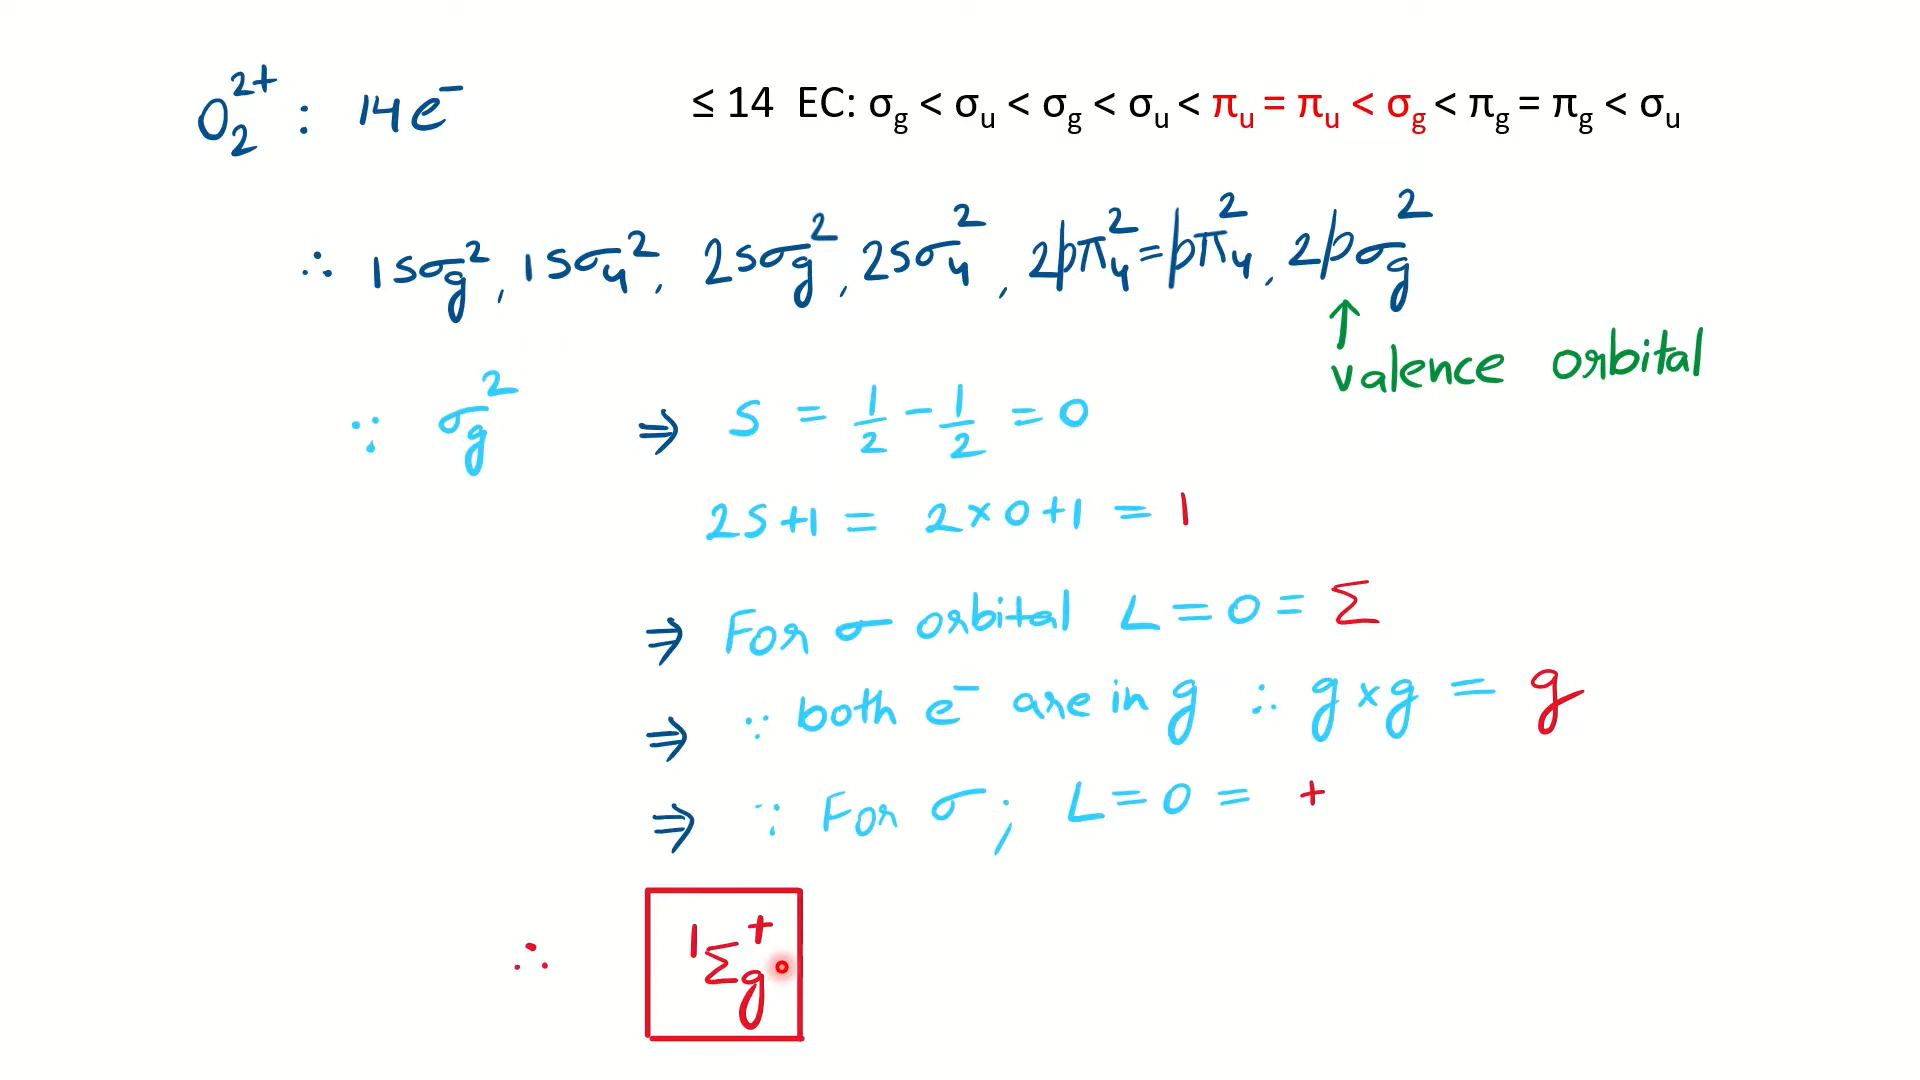 O₂²⁺ : 14e⁻
≤ 14 EC: σg < σu < σg < σu < πu = πu < σg < πg = πg < σu
∴ 1sσg², 1sσu², 2sσg², 2sσu², 2pπu² = pπu², 2pσg²
↑
valence orbital
∵ σg² ⇒ S = 1/2 - 1/2 = 0
2S+1 = 2×0+1 = 1
⇒ For σ orbital L = 0 = Σ
⇒ ∵ both e⁻ are in g ∴ g × g = g
⇒ ∵ For σ; L = 0 = +
∴ ¹Σg⁺